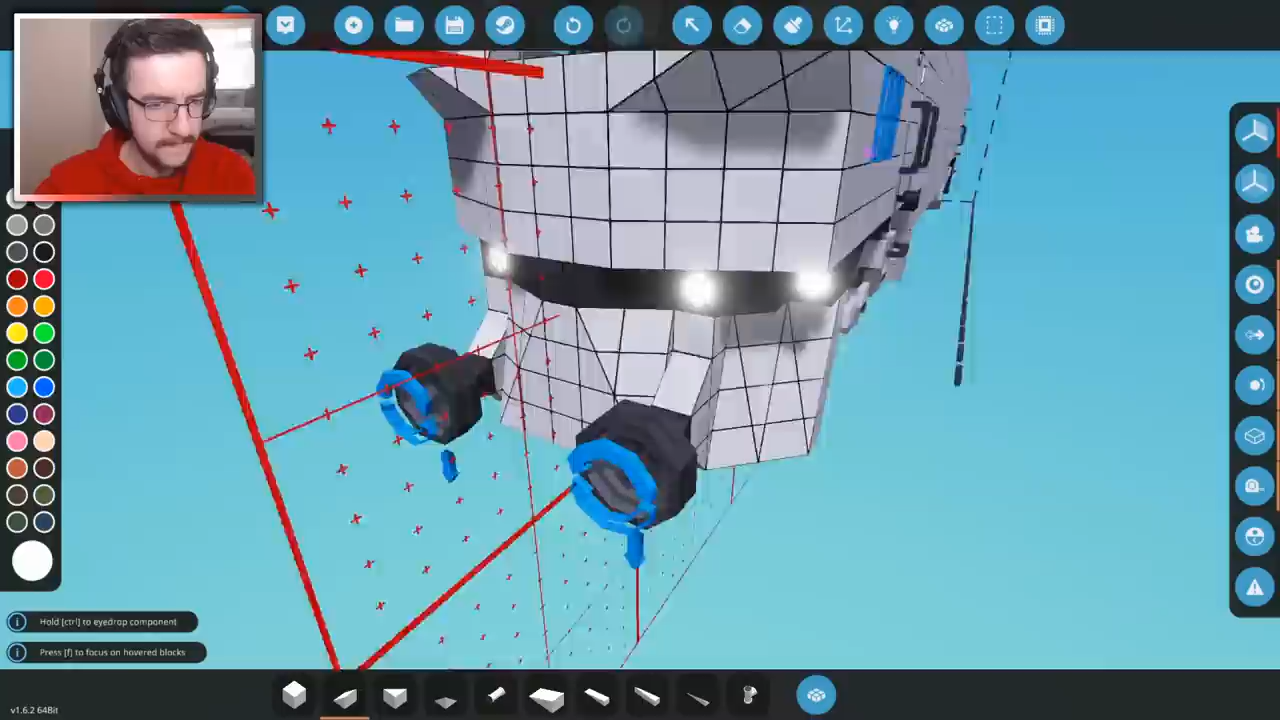 Hold [ctrl] to eyedrop component
Press [f] to focus on hovered blocks
v1.6.2 64Bit